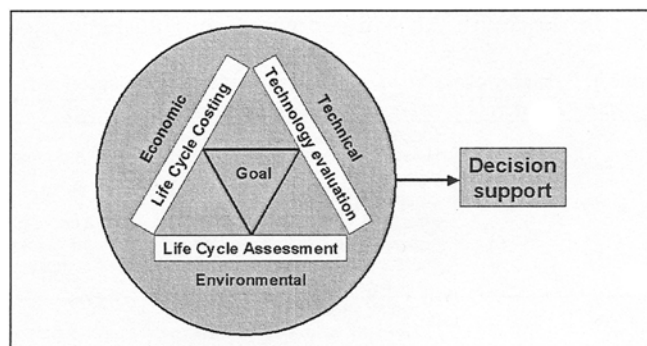 Economic
Life Cycle Costing
Technology evaluation
Technical
Goal
Life Cycle Assessment
Environmental
Decision
support